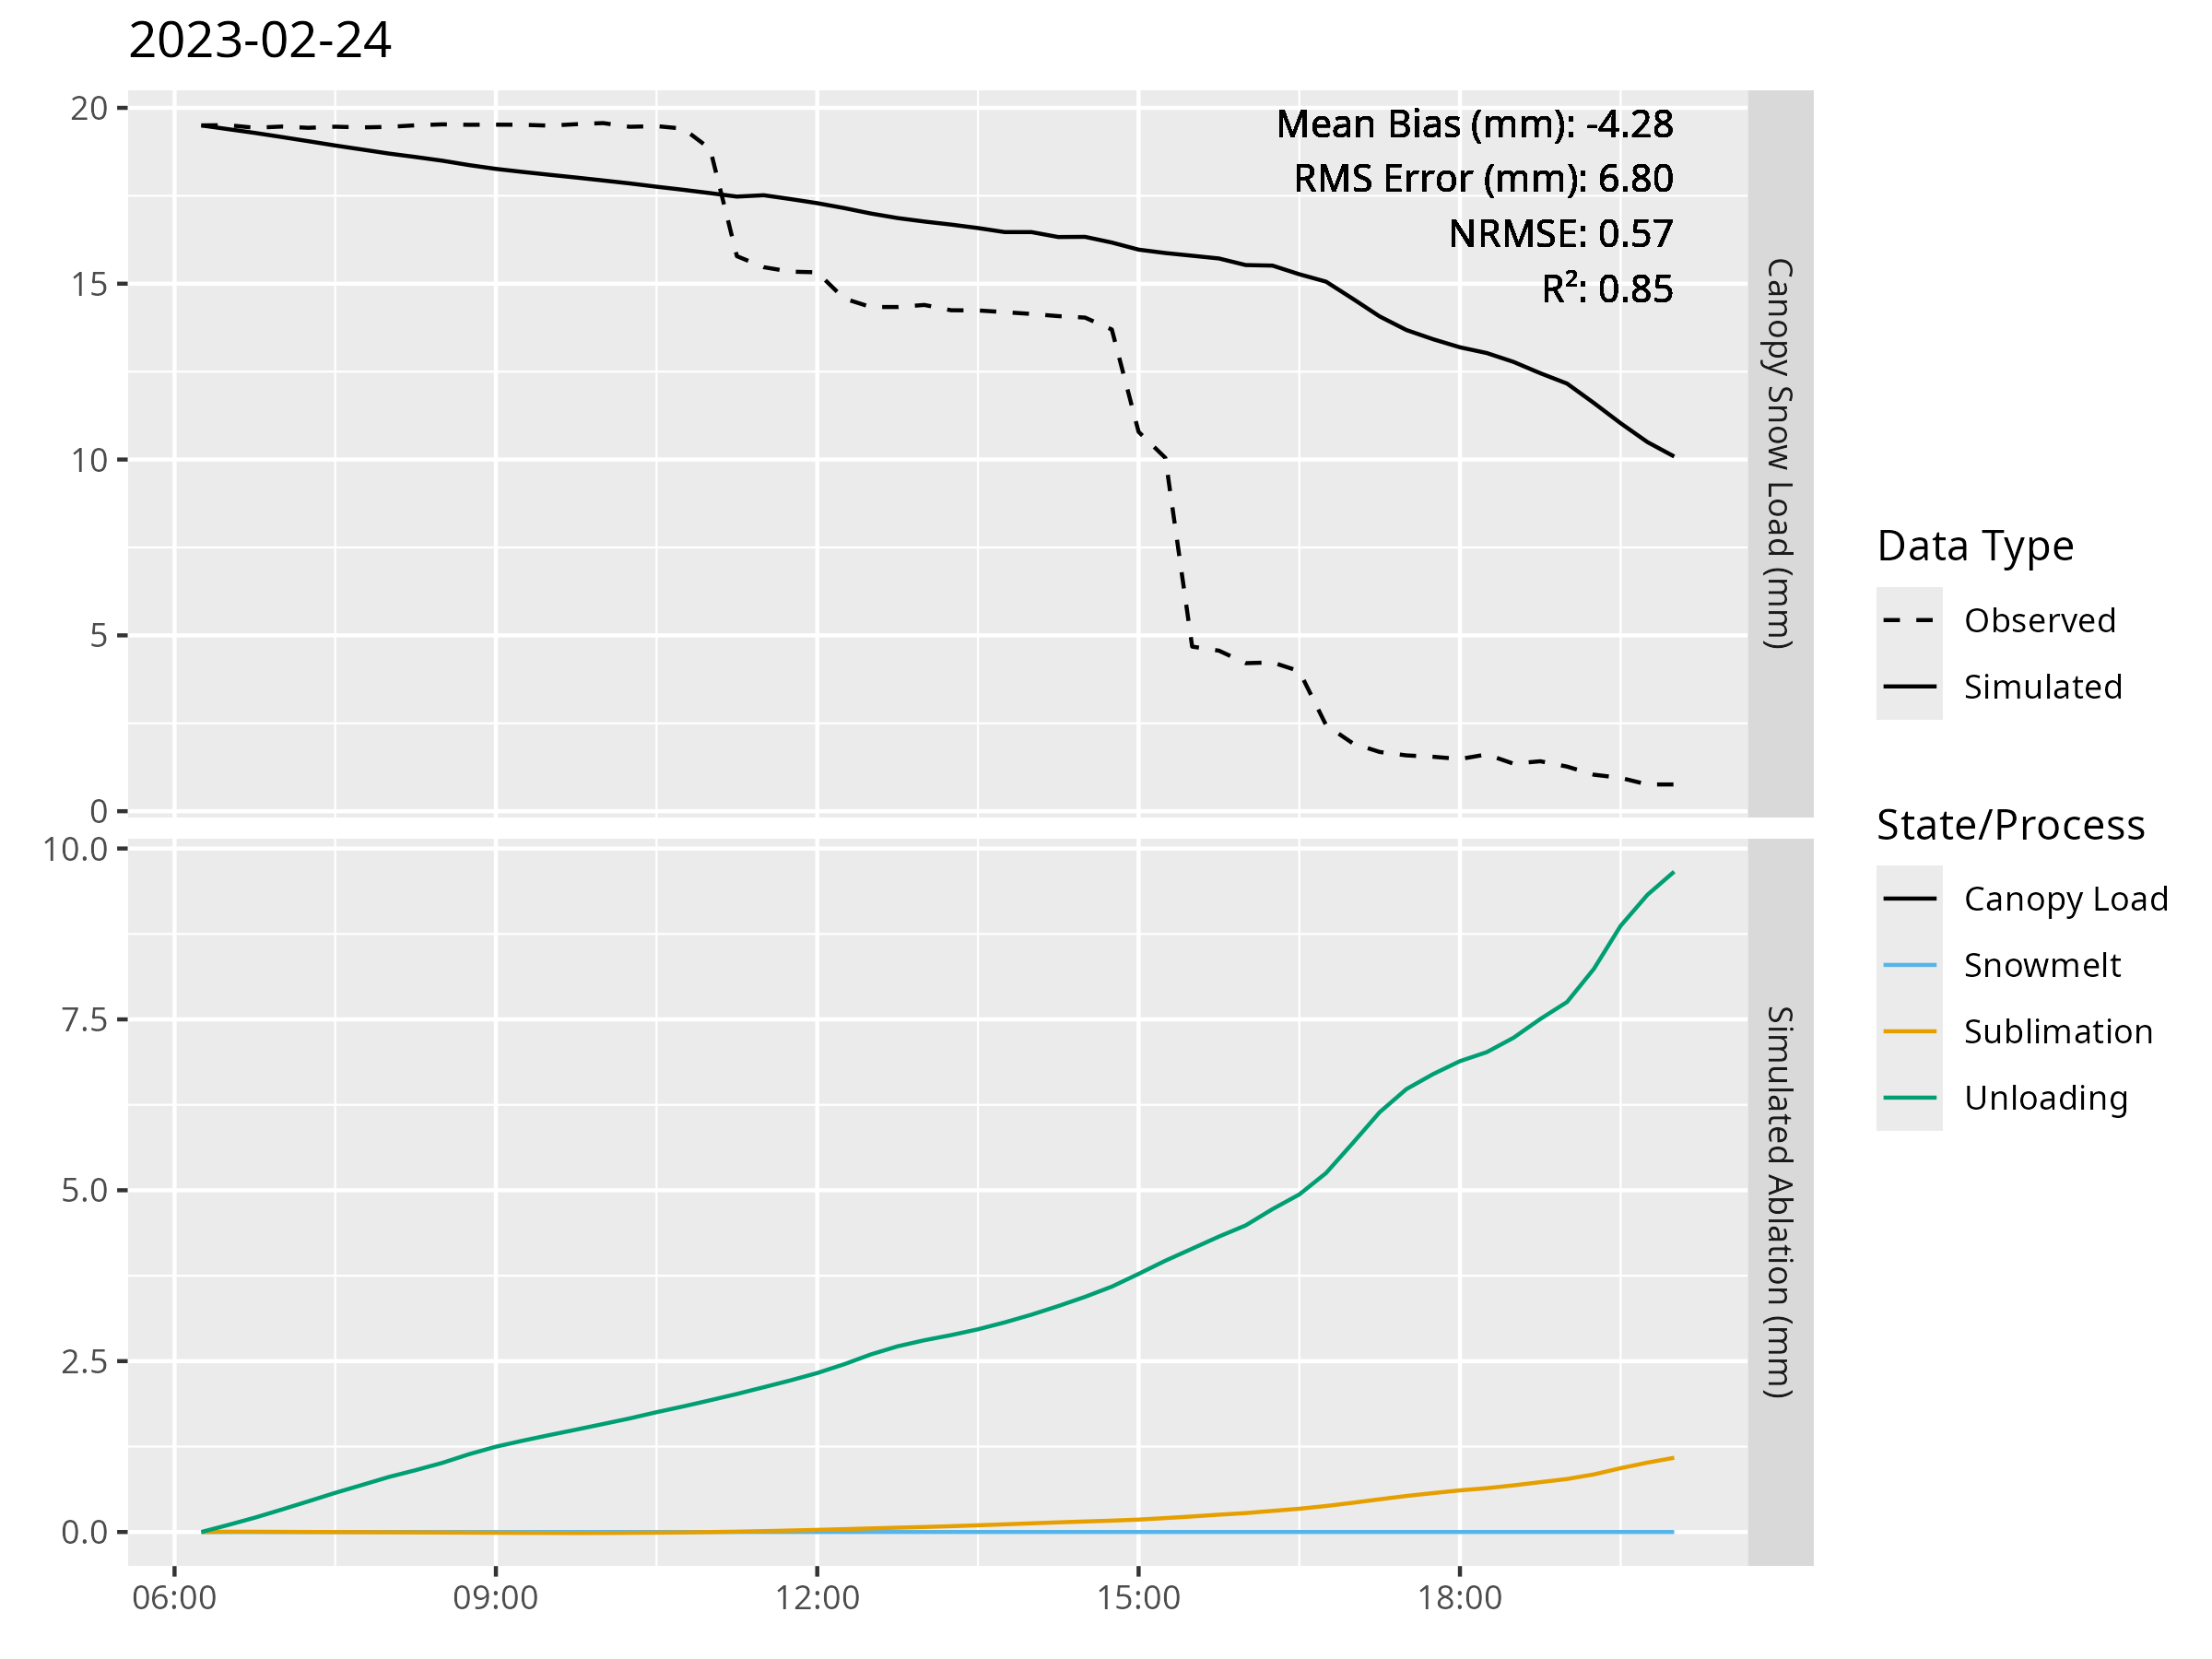 2023-02-24
20
15
10
5
0
Mean Bias (mm): -4.28
RMS Error (mm): 6.80
NRMSE: 0.57
R²: 0.85
Canopy Snow Load (mm)
10.0
7.5
5.0
2.5
0.0
Simulated Ablation (mm)
06:00
09:00
12:00
15:00
18:00
Data Type
Observed
Simulated
State/Process
Canopy Load
Snowmelt
Sublimation
Unloading